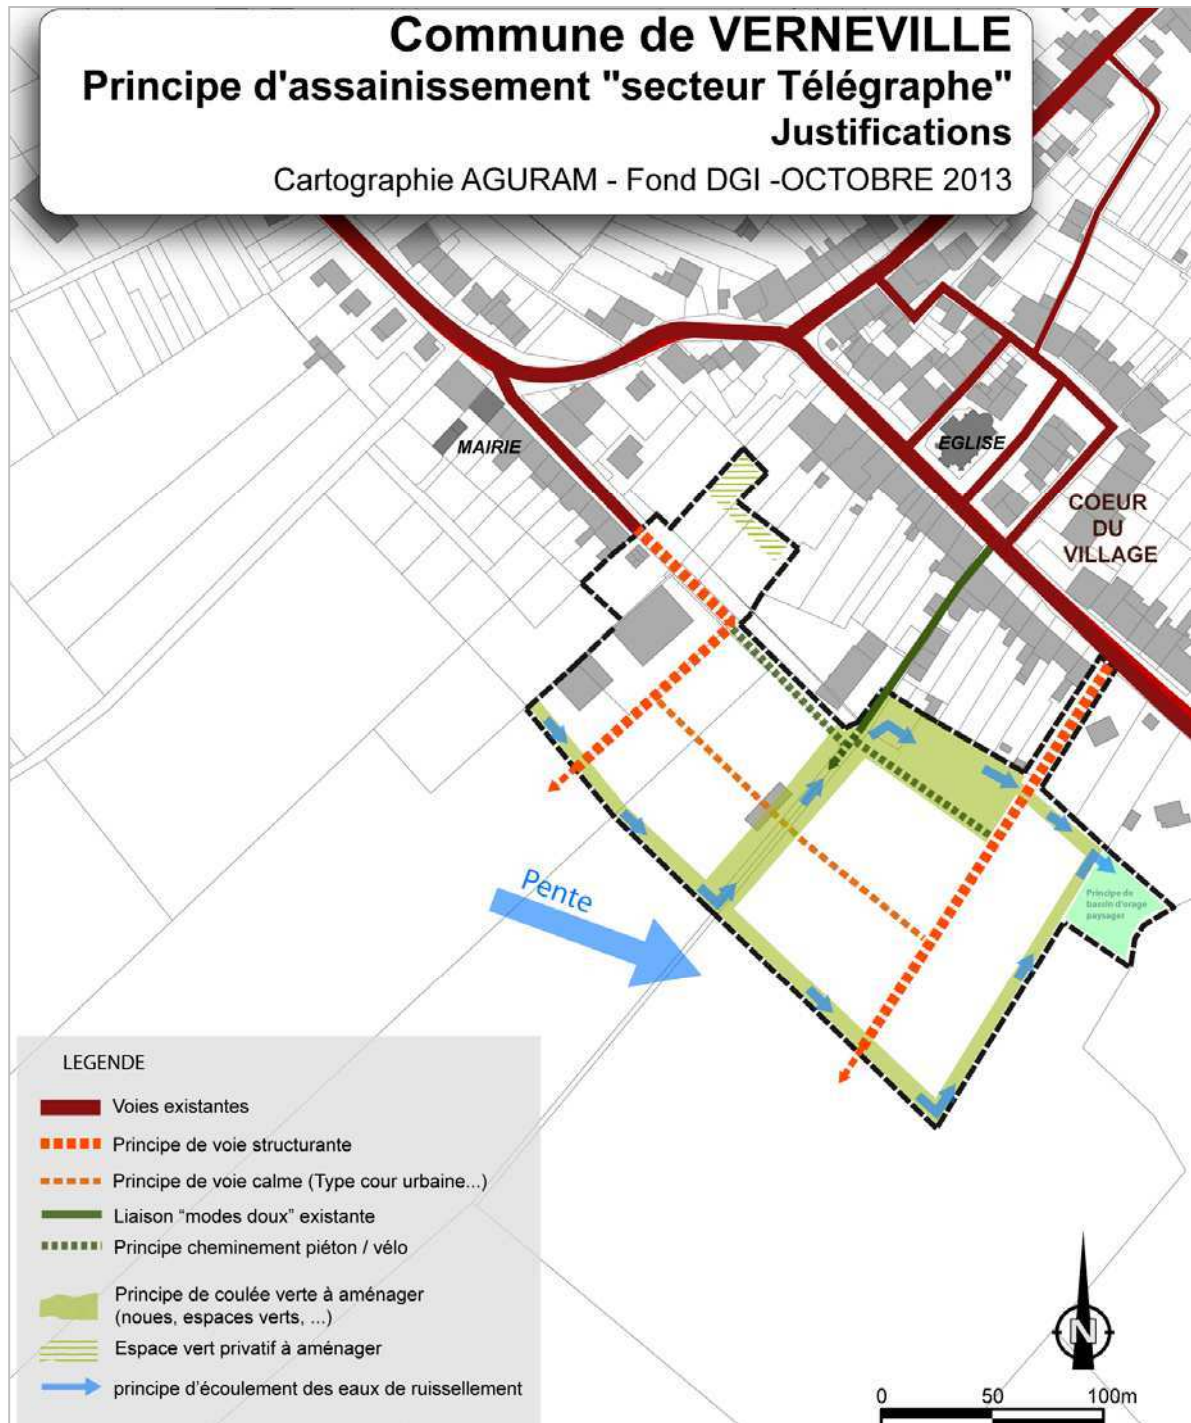 Commune de VERNEVILLE
Principe d'assainissement "secteur Télégraphe"
Justifications
Cartographie AGURAM - Fond DGI -OCTOBRE 2013
MAIRIE
EGLISE
COEUR
DU
VILLAGE
Pente
Principe de
bassin d'orage
paysager
LEGENDE
Voies existantes
Principe de voie structurante
Principe de voie calme (Type cour urbaine...)
Liaison “modes doux” existante
Principe cheminement piéton / vélo
Principe de coulée verte à aménager
(noues, espaces verts, ...)
Espace vert privatif à aménager
principe d'écoulement des eaux de ruissellement
N
0 50 100m